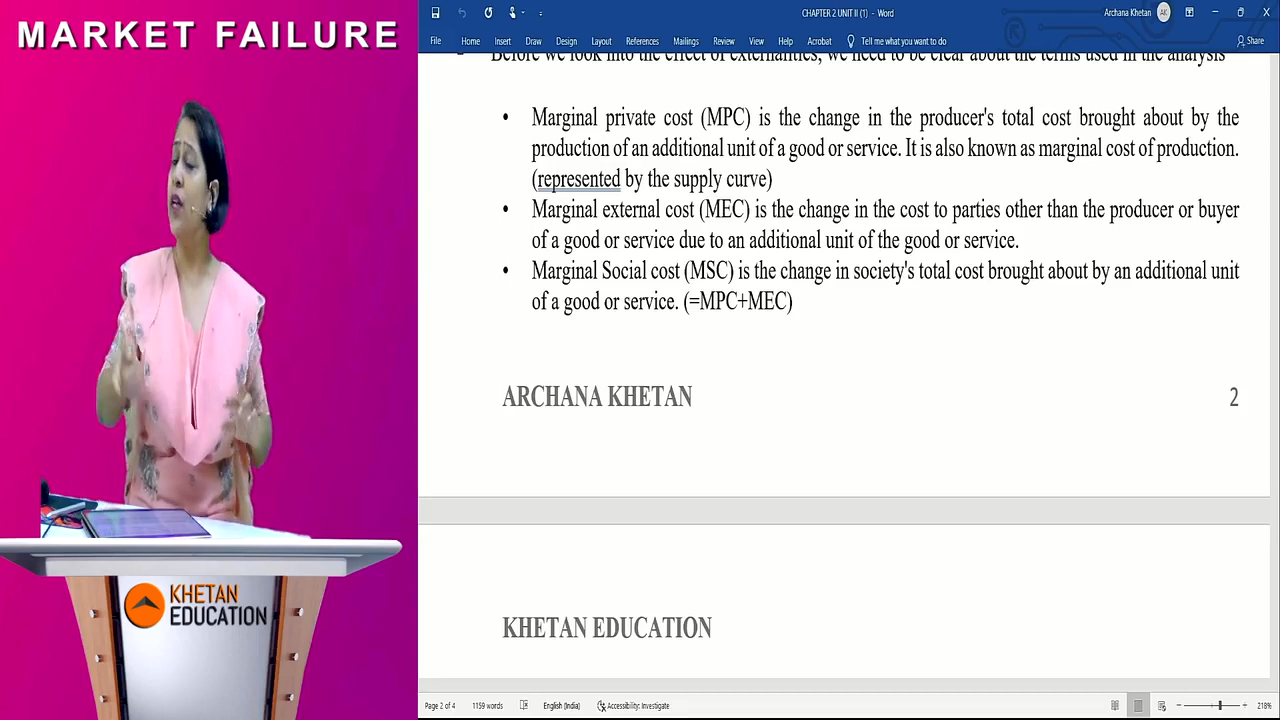 MARKET FAILURE
CHAPTER 2 UNIT II (1) - Word
Archana Khetan
AK
File Home Insert Draw Design Layout References Mailings Review View Help Acrobat Tell me what you want to do
Share
Before we look into the effect of externalities, we need to be clear about the terms used in the analysis
• Marginal private cost (MPC) is the change in the producer's total cost brought about by the
production of an additional unit of a good or service. It is also known as marginal cost of production.
(represented by the supply curve)
• Marginal external cost (MEC) is the change in the cost to parties other than the producer or buyer
of a good or service due to an additional unit of the good or service.
• Marginal Social cost (MSC) is the change in society's total cost brought about by an additional unit
of a good or service. (=MPC+MEC)
ARCHANA KHETAN 2
KHETAN EDUCATION
KHETAN
EDUCATION
Page 2 of 4 1159 words English (India) Accessibility: Investigate
218%